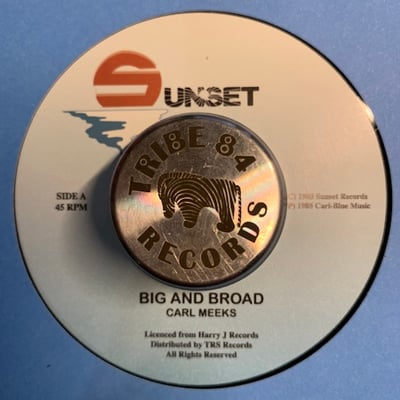 SUNSET
TRIBE 84
RECORDS
SIDE A
45 RPM
(C) 1985 Sunset Records
(P) 1985 Cari-Blue Music
BIG AND BROAD
CARL MEEKS
Licenced from Harry J Records
Distributed by TRS Records
All Rights Reserved